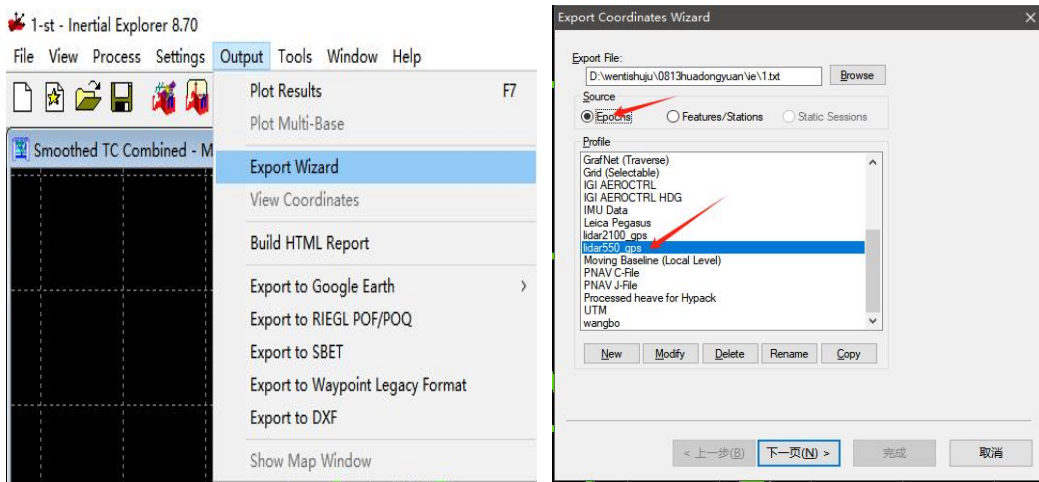 1-st - Inertial Explorer 8.70
File View Process Settings Output Tools Window Help
Plot Results F7
Plot Multi-Base
Smoothed TC Combined - M
Export Wizard
View Coordinates
Build HTML Report
Export to Google Earth >
Export to RIEGL POF/POQ
Export to SBET
Export to Waypoint Legacy Format
Export to DXF
Show Map Window
Export Coordinates Wizard
Export File:
D:\wentishuju\0813huadongyuan\ie\1.txt Browse
Source
Epochs Features/Stations Static Sessions
Profile
GrafNet (Traverse)
Grid (Selectable)
IGI AEROCTRL
IGI AEROCTRL HDG
IMU Data
Leica Pegasus
lidar2100_gps
lidar550_gps
Moving Baseline (Local Level)
PNAV C-File
PNAV J-File
Processed heave for Hypack
UTM
wangbo
New Modify Delete Rename Copy
< 上一步(B) 下一页(N) > 完成 取消